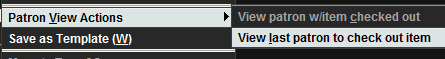 Patron View Actions
View patron w/item checked out
Save as Template (W)
View last patron to check out item